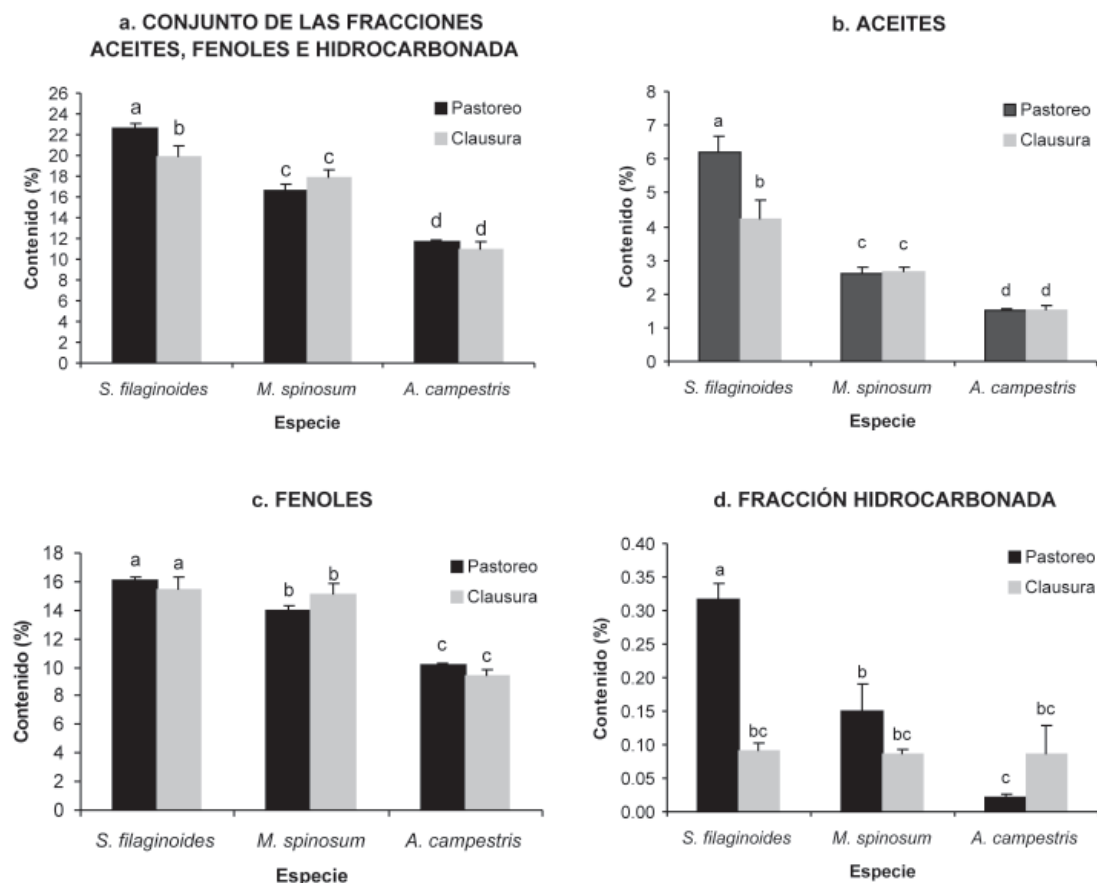 a. CONJUNTO DE LAS FRACCIONES
ACEITES, FENOLES E HIDROCARBONADA
Contenido (%)
26
24
22
20
18
16
14
12
10
8
6
4
2
0
a
b
c
c
d
d
Pastoreo
Clausura
S. filaginoides
M. spinosum
A. campestris
Especie
b. ACEITES
Contenido (%)
8
7
6
5
4
3
2
1
0
a
b
c
c
d
d
Pastoreo
Clausura
S. filaginoides
M. spinosum
A. campestris
Especie
c. FENOLES
Contenido (%)
18
16
14
12
10
8
6
4
2
0
a
a
b
b
c
c
Pastoreo
Clausura
S. filaginoides
M. spinosum
A. campestris
Especie
d. FRACCIÓN HIDROCARBONADA
Contenido (%)
0.40
0.35
0.30
0.25
0.20
0.15
0.10
0.05
0.00
a
bc
b
bc
c
bc
Pastoreo
Clausura
S. filaginoides
M. spinosum
A. campestris
Especie